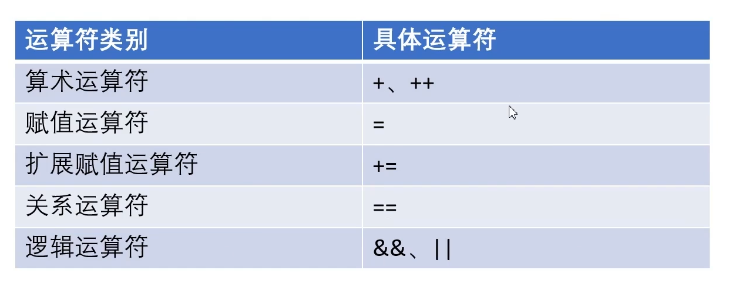 运算符类别 具体运算符
算术运算符 +、++
赋值运算符 =
扩展赋值运算符 +=
关系运算符 ==
逻辑运算符 &&、||